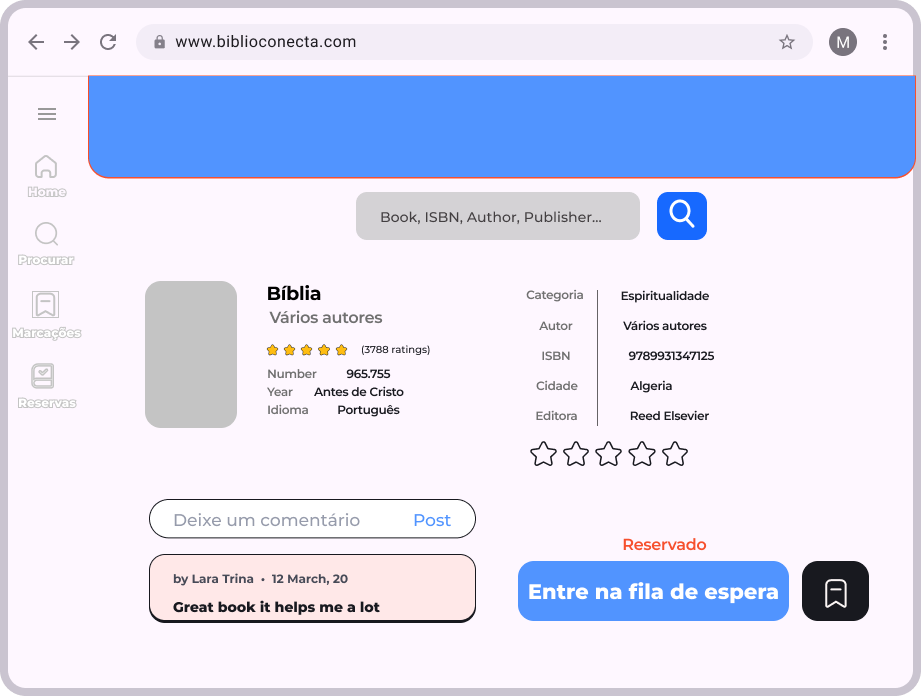 www.biblioconecta.com
M
Home
Procurar
Marcações
Reservas
Book, ISBN, Author, Publisher...
Bíblia
Vários autores
(3788 ratings)
Number 965.755
Year Antes de Cristo
Idioma Português
Categoria Espiritualidade
Autor Vários autores
ISBN 9789931347125
Cidade Algeria
Editora Reed Elsevier
Deixe um comentário Post
by Lara Trina • 12 March, 20
Great book it helps me a lot
Reservado
Entre na fila de espera